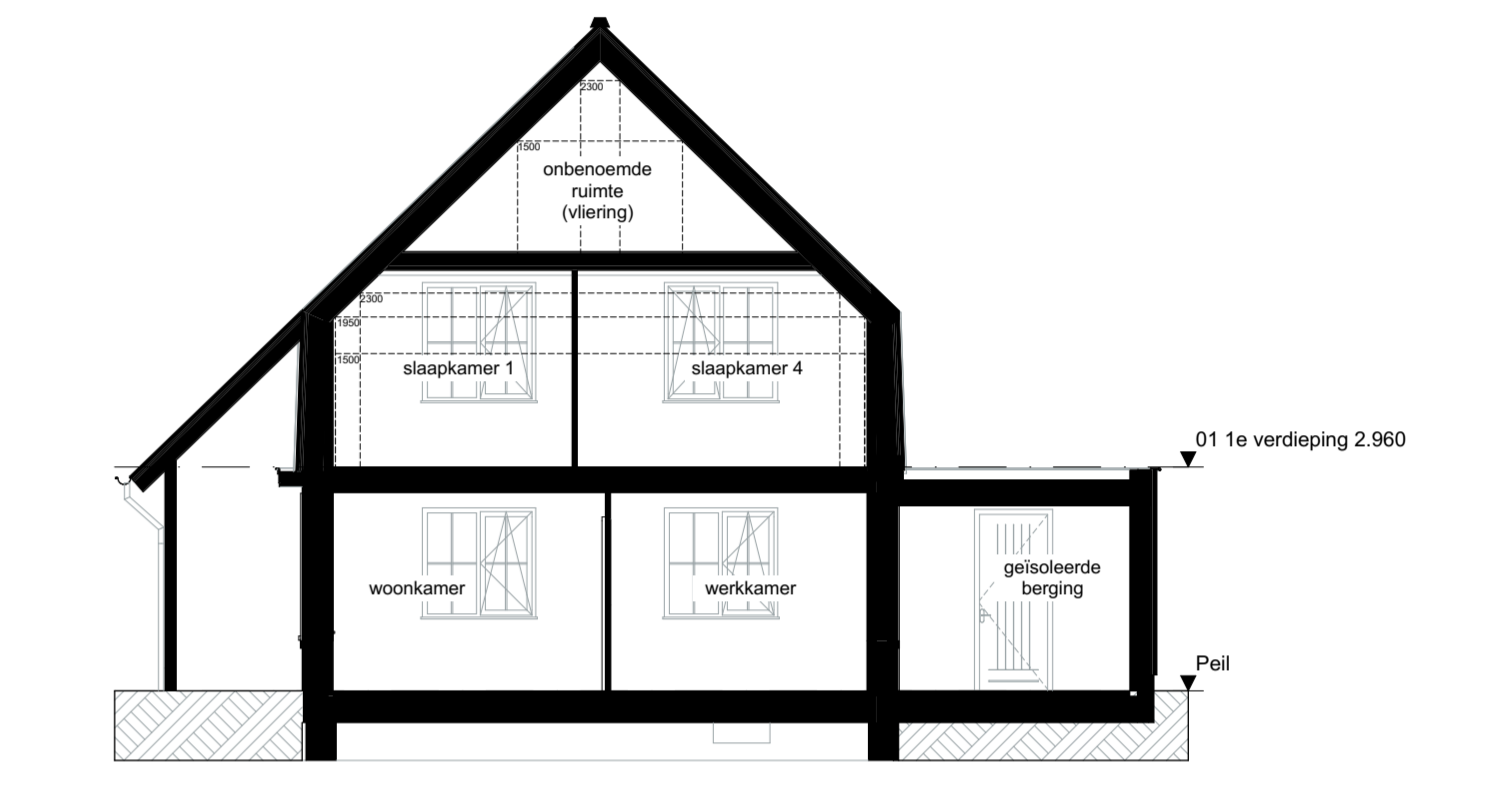 2300
1500
onbenoemde
ruimte
(vliering)
2300
1950
1500
slaapkamer 1
slaapkamer 4
01 1e verdieping 2.960
woonkamer
werkkamer
geïsoleerde
berging
Peil